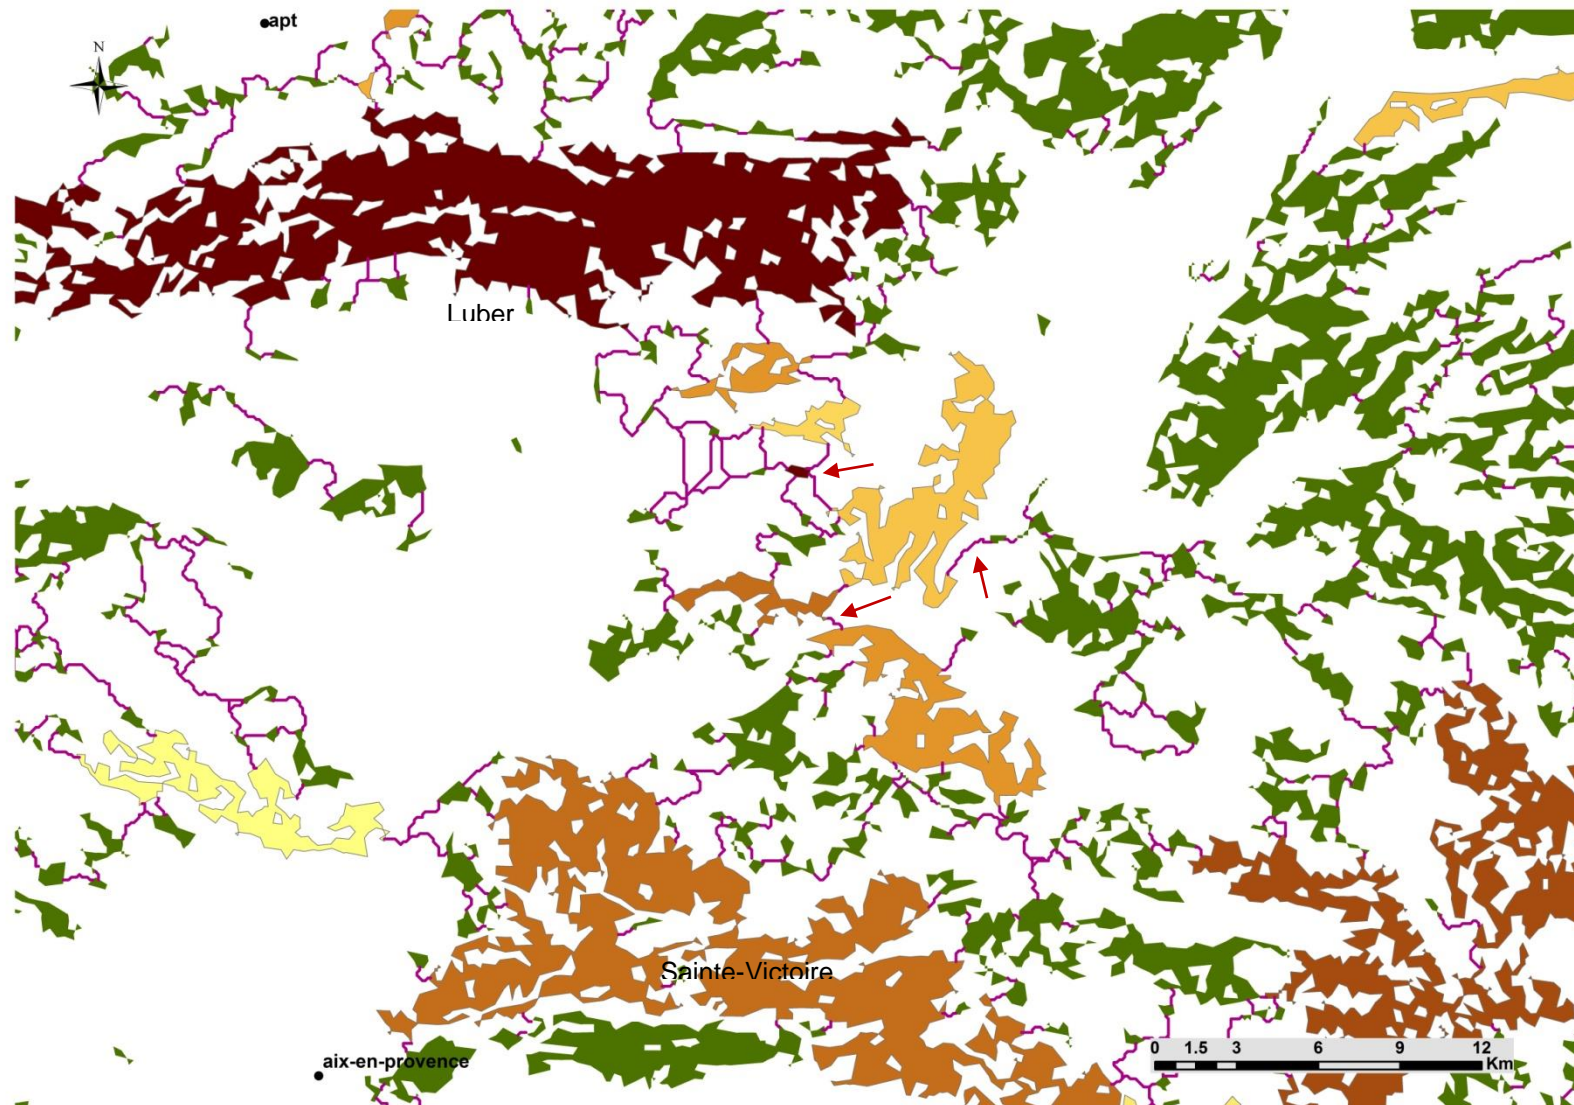 apt
N
Luber
Sainte-Victoire
aix-en-provence
0 1.5 3 6 9 12
Km